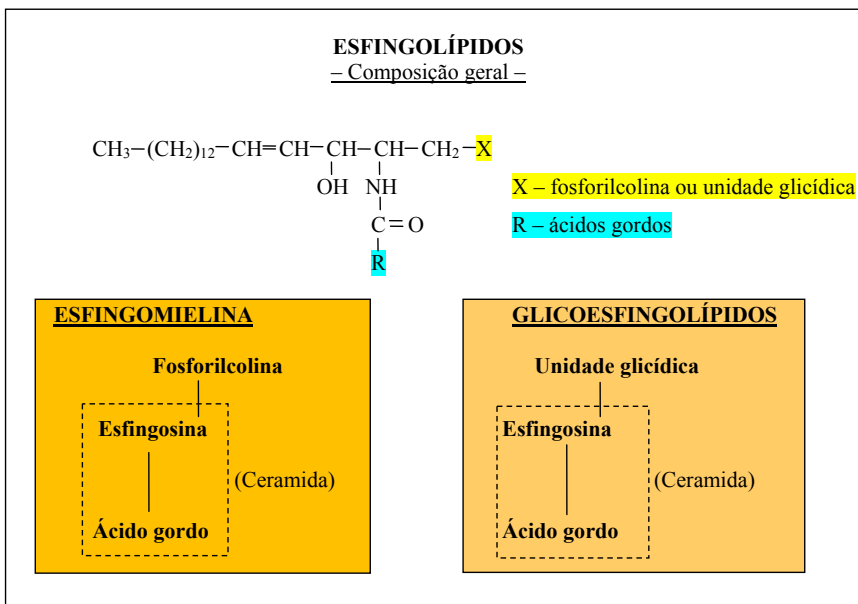 ESFINGOLÍPIDOS
– Composição geral –
CH3–(CH2)12–CH=CH–CH–CH–CH2–X
OH NH
X – fosforilcolina ou unidade glicídica
C=O
R – ácidos gordos
R
ESFINGOMIELINA
Fosforilcolina
Esfingosina
(Ceramida)
Ácido gordo
GLICOESFINGOLÍPIDOS
Unidade glicídica
Esfingosina
(Ceramida)
Ácido gordo